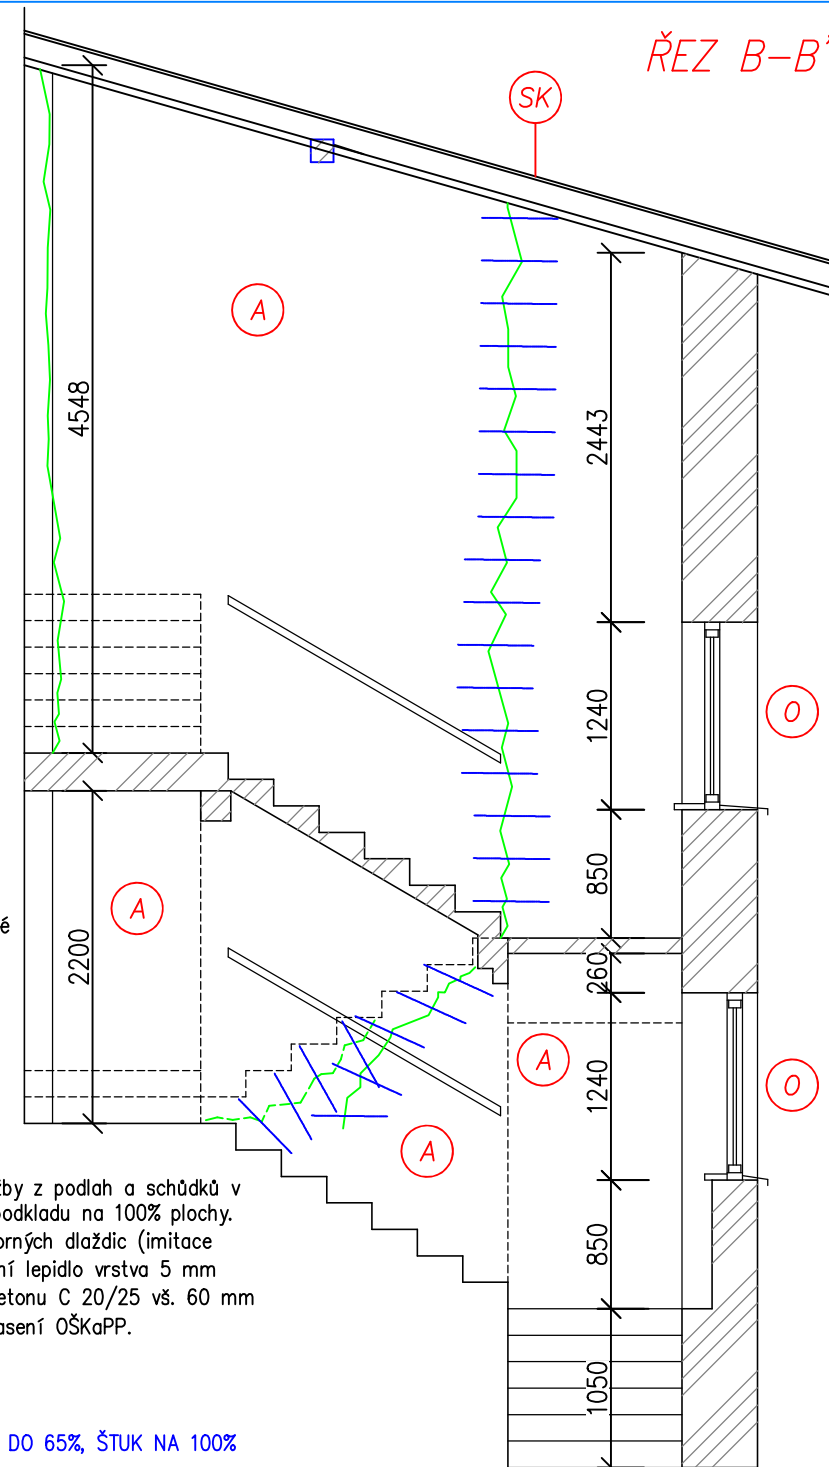 ŘEZ B-B'
SK
A
4548
2443
1240
O
850
A
é
2200
260
A
1240
O
A
žby z podlah a schůdků v
podkladu na 100% plochy.
orných dlaždic (imitace
ní lepidlo vrstva 5 mm
etonu C 20/25 vš. 60 mm
asení OŠKaPP.
850
1050
DO 65%, ŠTUK NA 100%